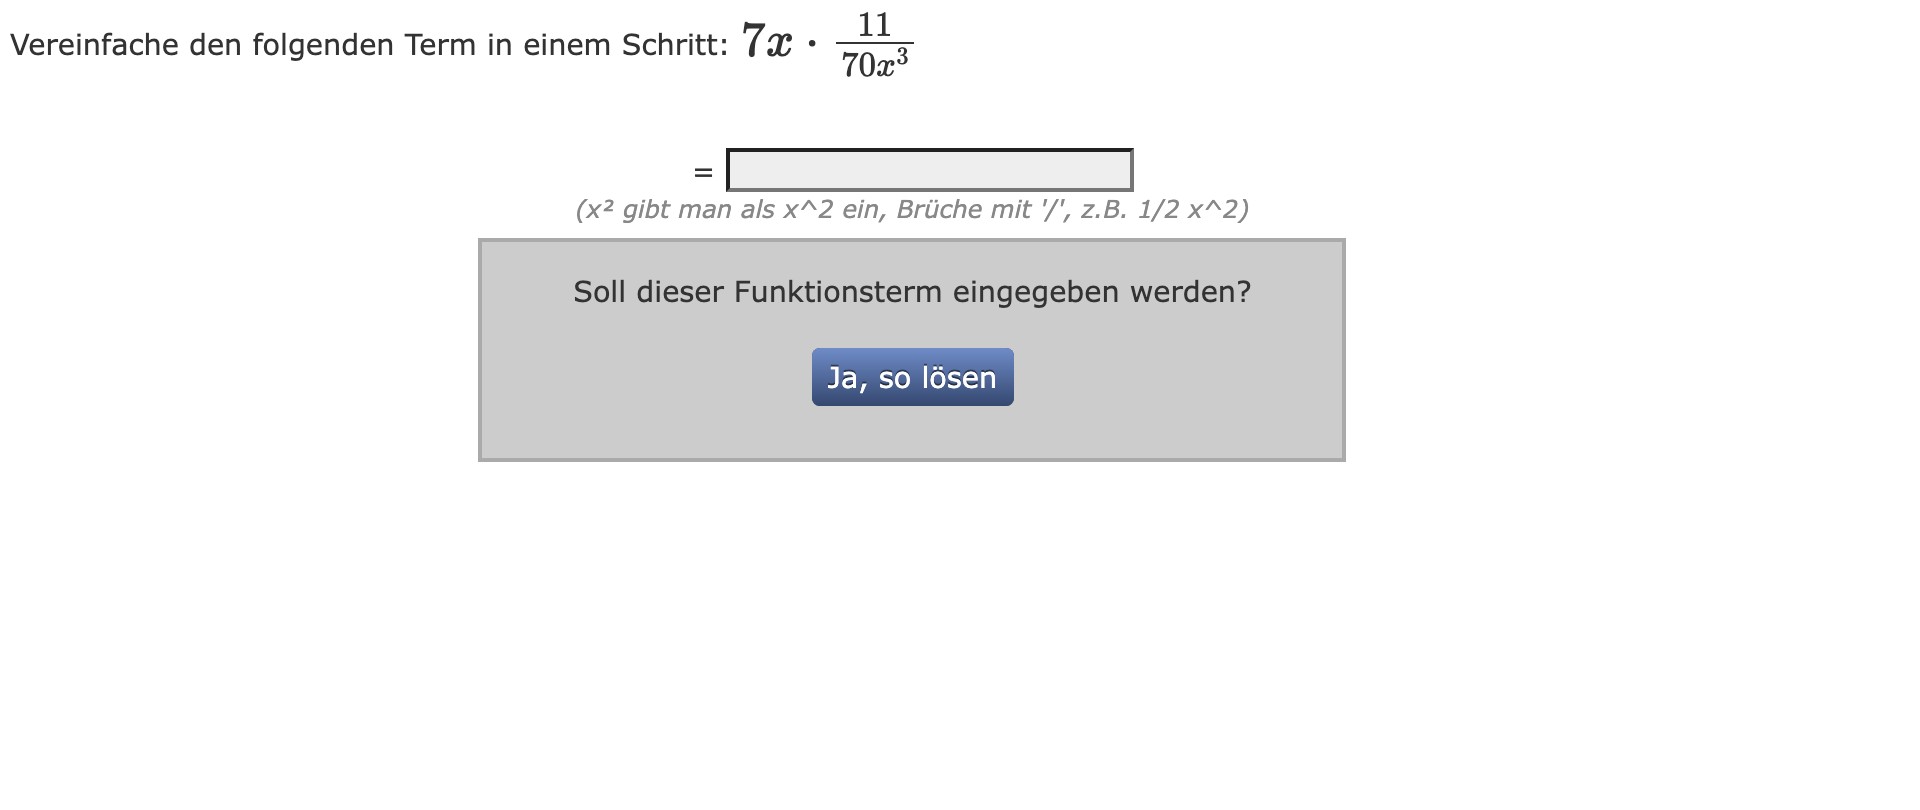 Vereinfache den folgenden Term in einem Schritt: 7x · \frac{11}{70x^3}
=
(x² gibt man als x^2 ein, Brüche mit '/', z.B. 1/2 x^2)
Soll dieser Funktionsterm eingegeben werden?
Ja, so lösen